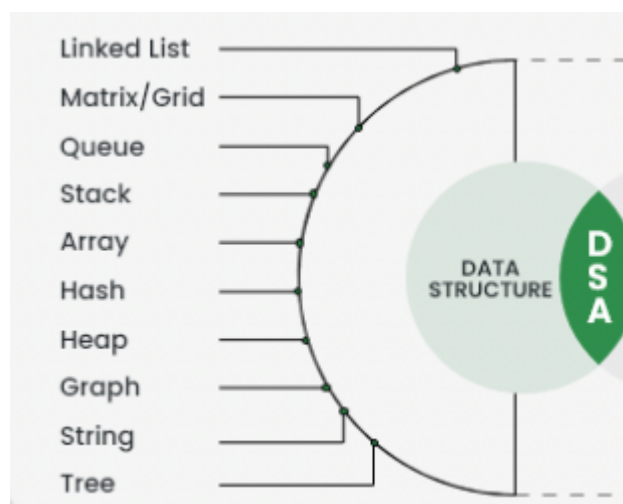 Linked List
Matrix/Grid
Queue
Stack
Array
Hash
Heap
Graph
String
Tree
DATA
STRUCTURE
D
S
A